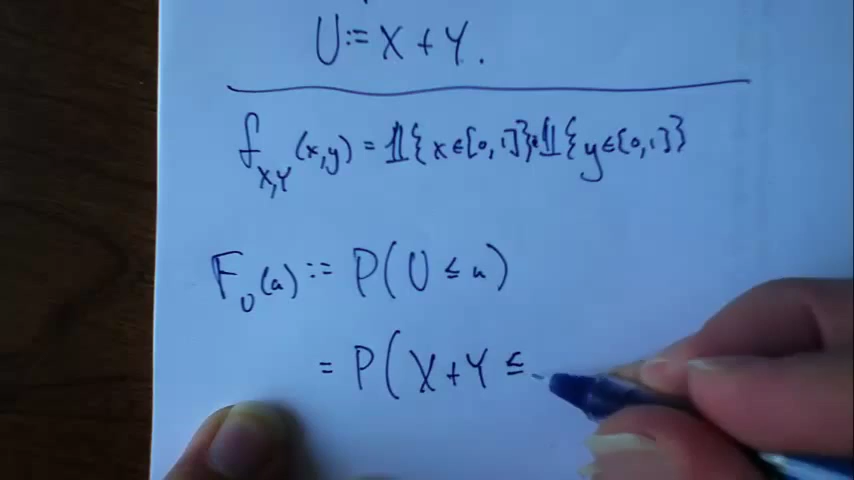 U:= X + Y.
f_{X,Y}(x,y) = 𝟙{x∈[0,1]}·𝟙{y∈[0,1]}
F_U(u) := P(U ≤ u)
= P(X+Y ≤